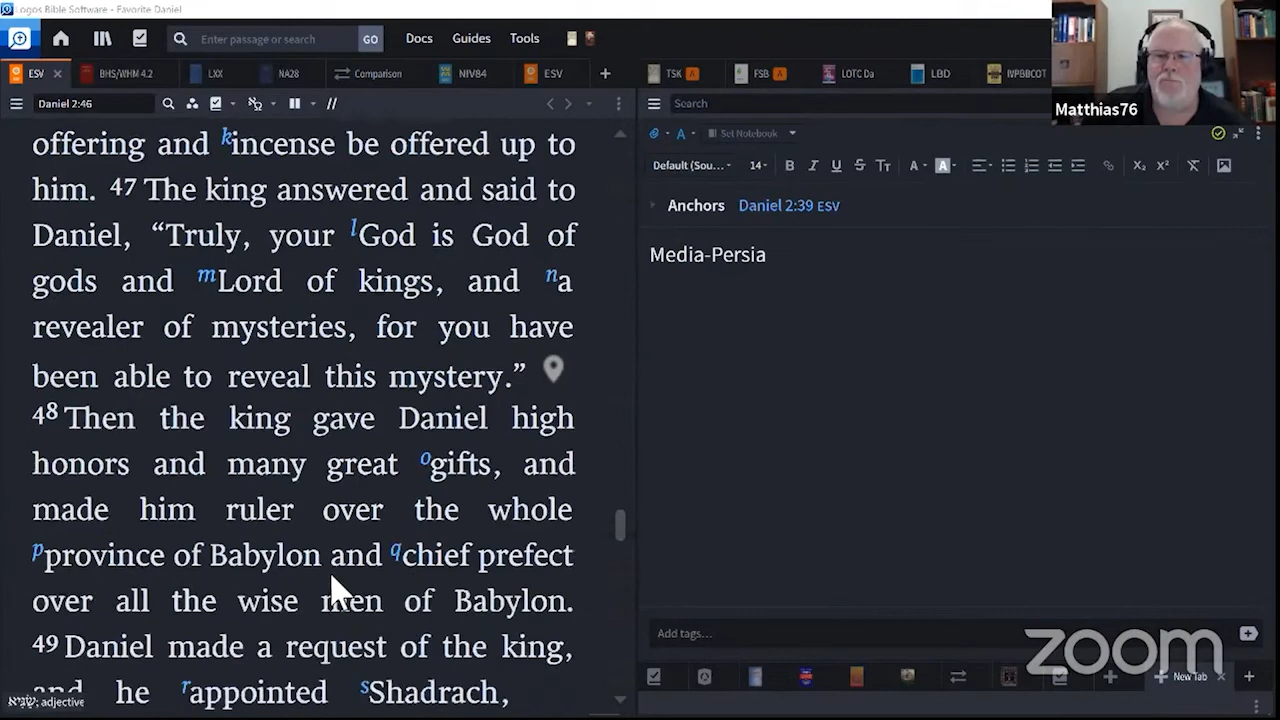 Logos Bible Software - Favorite Daniel
Enter passage or search
GO
Docs
Guides
Tools
ESV
BHS/WHM 4.2
LXX
NA28
Comparison
NIV84
ESV
TSK A
FSB A
LOTC Da
LBD
IVPBBCOT
Matthias76
Daniel 2:46
Search
A
Set Notebook
Default (Sou...
14
B I U S Tr
A
A
X₂ X²
Anchors
Daniel 2:39 ESV
Media-Persia
offering and kincense be offered up to
him. 47 The king answered and said to
Daniel, “Truly, your lGod is God of
gods and mLord of kings, and na
revealer of mysteries, for you have
been able to reveal this mystery.”
48 Then the king gave Daniel high
honors and many great ogifts, and
made him ruler over the whole
pprovince of Babylon and qchief prefect
over all the wise men of Babylon.
49 Daniel made a request of the king,
and he rappointed sShadrach,
adjective
Add tags...
zoom
New Tab